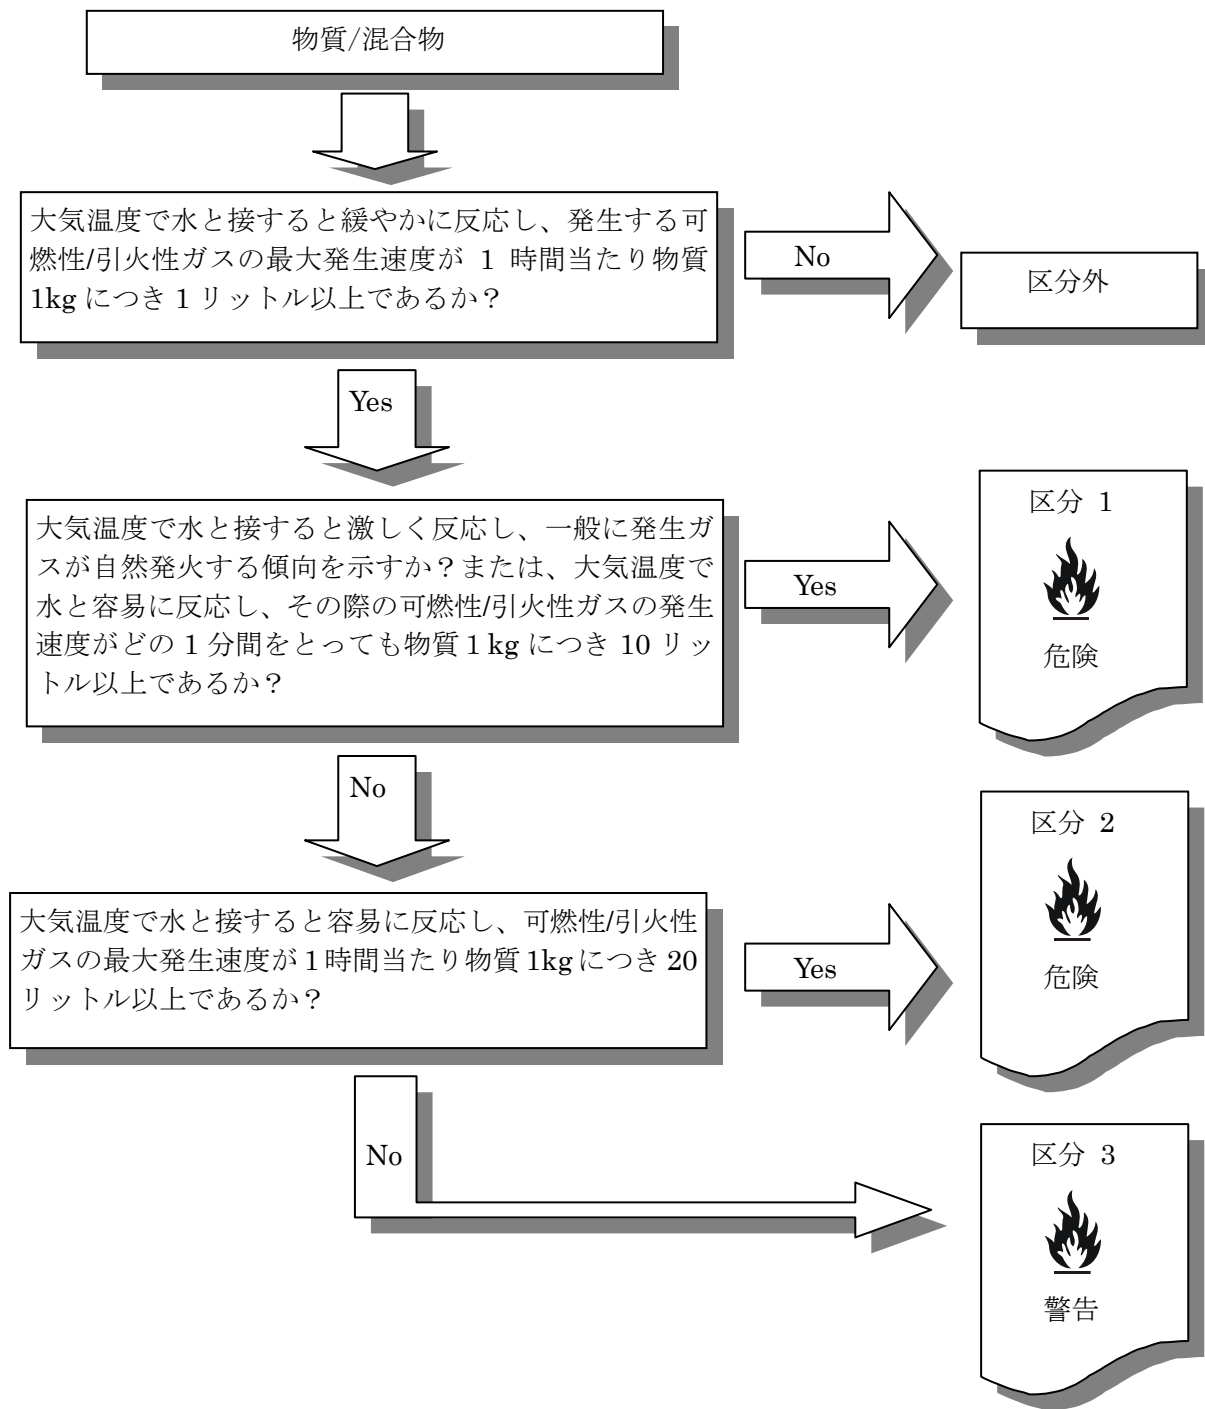 物質/混合物
大気温度で水と接すると緩やかに反応し、発生する可
燃性/引火性ガスの最大発生速度が 1 時間当たり物質
1kg につき 1 リットル以上であるか？
No
区分外
Yes
大気温度で水と接すると激しく反応し、一般に発生ガ
スが自然発火する傾向を示すか？または、大気温度で
水と容易に反応し、その際の可燃性/引火性ガスの発生
速度がどの 1 分間をとっても物質 1 kg につき 10 リッ
トル以上であるか？
Yes
区分 1
危険
No
大気温度で水と接すると容易に反応し、可燃性/引火性
ガスの最大発生速度が 1 時間当たり物質 1kg につき 20
リットル以上であるか？
Yes
区分 2
危険
No
区分 3
警告